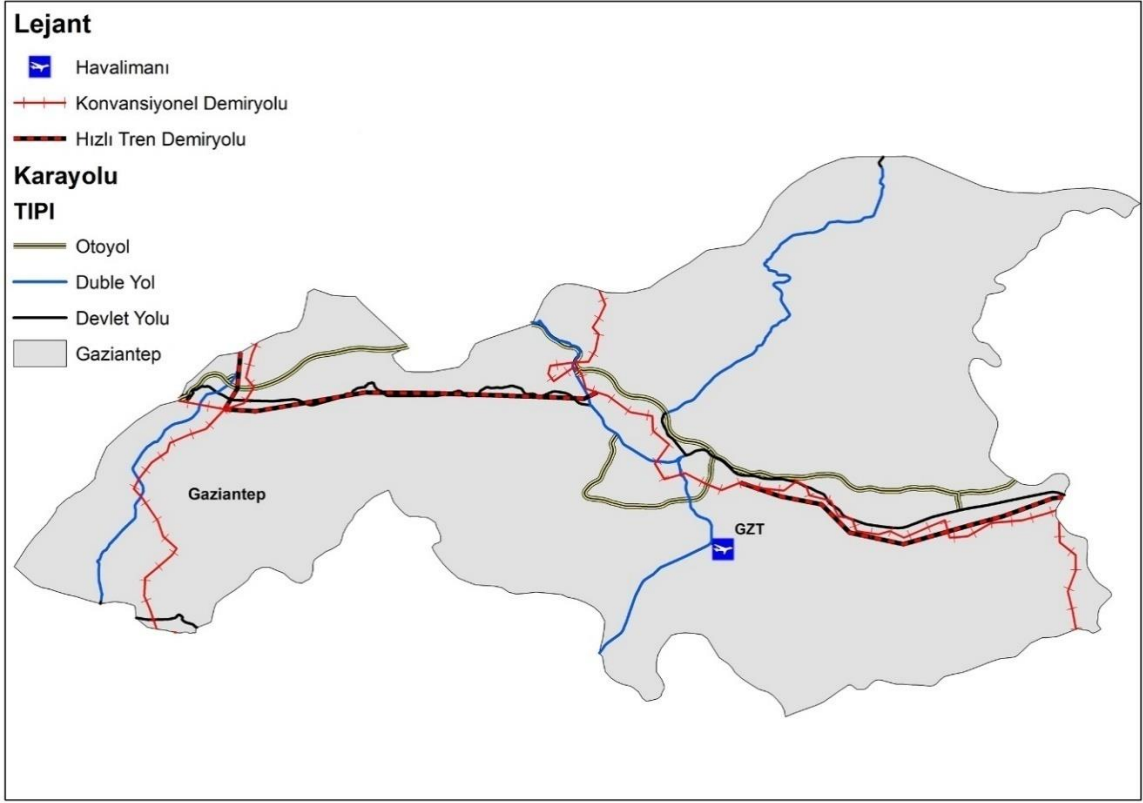 Lejant
Havalimanı
Konvansiyonel Demiryolu
Hızlı Tren Demiryolu
Karayolu
TIPI
Otoyol
Duble Yol
Devlet Yolu
Gaziantep
Gaziantep
GZT